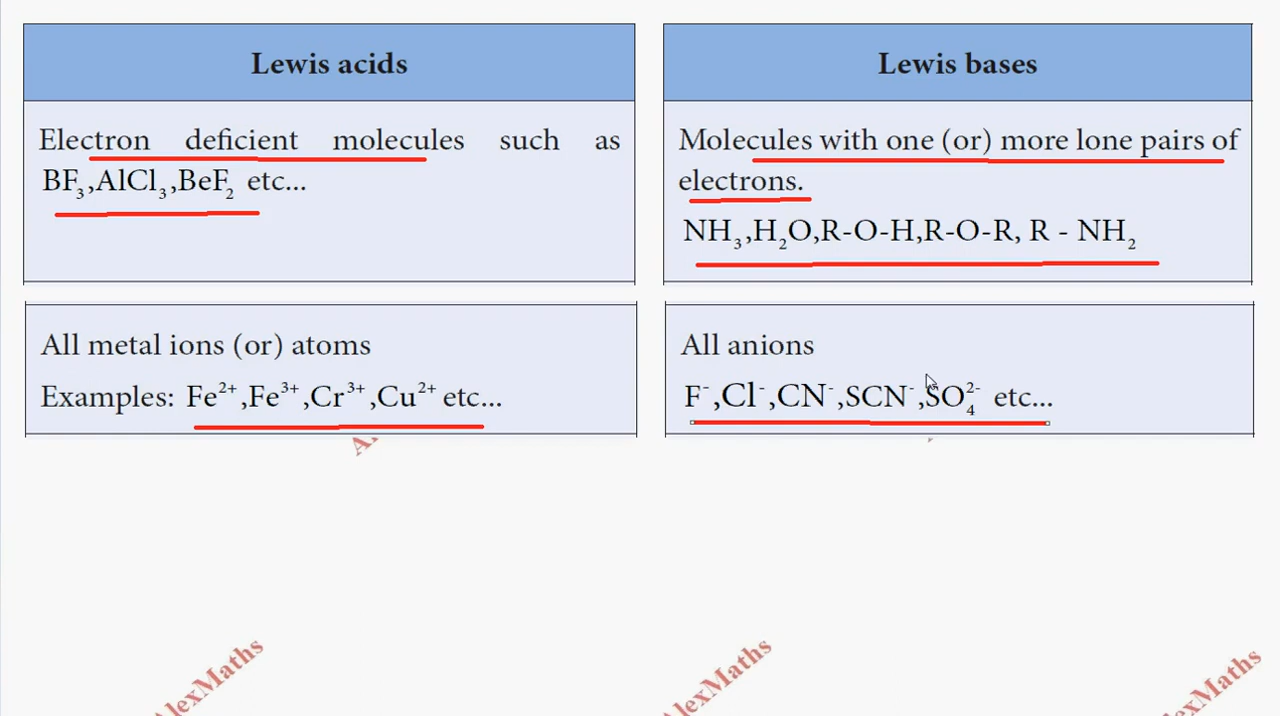 Lewis acids
Electron deficient molecules such as
BF₃,AlCl₃,BeF₂ etc...
All metal ions (or) atoms
Examples: Fe²⁺,Fe³⁺,Cr³⁺,Cu²⁺ etc...
Lewis bases
Molecules with one (or) more lone pairs of
electrons.
NH₃,H₂O,R-O-H,R-O-R, R - NH₂
All anions
F⁻,Cl⁻,CN⁻,SCN⁻,SO₄²⁻ etc...
AlexMaths
AlexMaths
AlexMaths